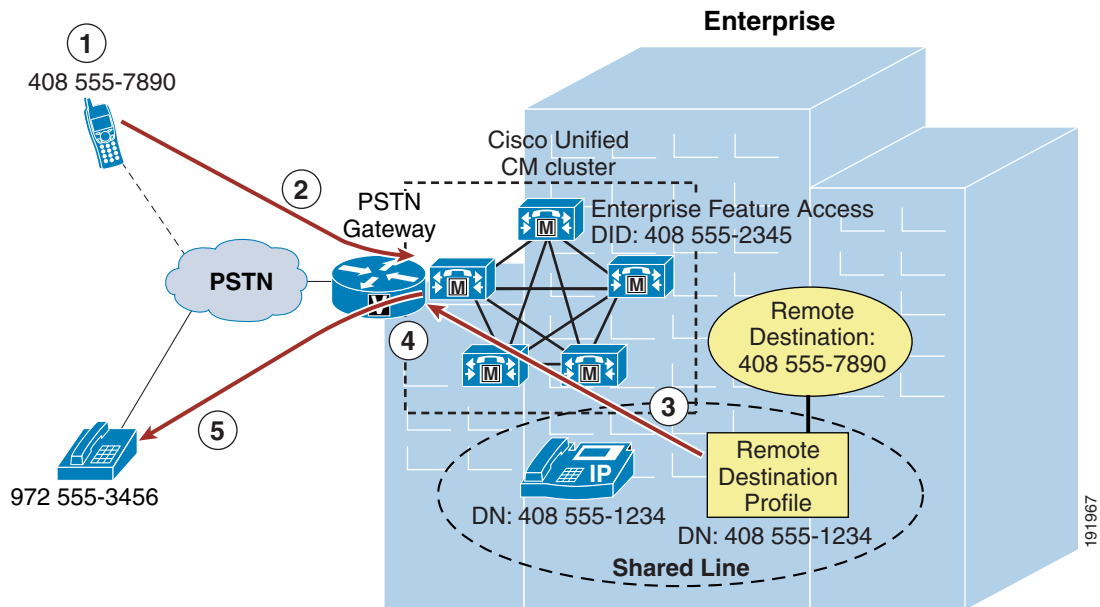 Enterprise
1
408 555-7890
Cisco Unified
CM cluster
2
PSTN
Gateway
Enterprise Feature Access
DID: 408 555-2345
M
M
M
M
M
PSTN
V
Remote
Destination:
408 555-7890
4
3
5
IP
Remote
Destination
Profile
972 555-3456
DN: 408 555-1234
DN: 408 555-1234
Shared Line
191967